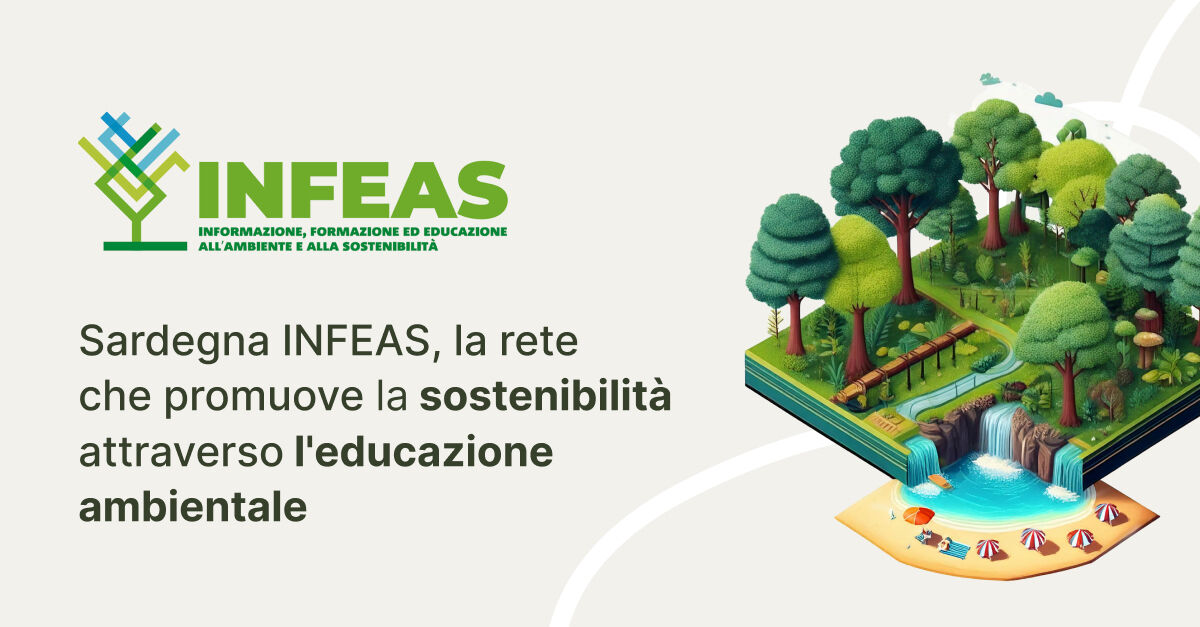 INFEAS
INFORMAZIONE, FORMAZIONE ED EDUCAZIONE
ALL'AMBIENTE E ALLA SOSTENIBILITÀ
Sardegna INFEAS, la rete
che promuove la sostenibilità
attraverso l'educazione
ambientale